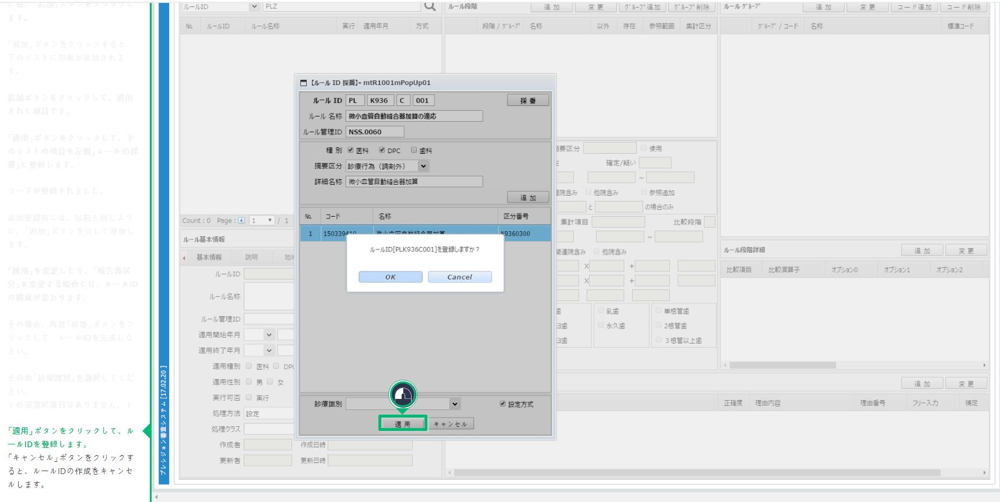 に後、「追加」ボタンをクリックします。
「追加」ボタンをクリックすると、
下のリストに対象が追加されま
す。
追加ボタンをクリックして、適用
された項目です。
「適用」ボタンをクリックして、下
のリストの項目を左側」ルールID採
番」に登録します。
コードが登録されました。
追加登録時には、以前と同じよう
に、「追加」ボタンを介して追加し
ます。
「種別」を変更したり、「報告書区
分」を変更する場合には、ルールID
の構成が変わります。
その場合、再度「採番」ボタンをク
リックして、ルールIDを完成しな
さい。
その他「診療識別」を選択してくだ
さい。
( 必須選択項目はありません。 )
「適用」ボタンをクリックして、ル
ールIDを登録します。
「キャンセル」ボタンをクリックす
ると、ルールIDの作成をキャンセ
ルします。
プレシジョン審査システム [17.02.20 ]
ルールID PLZ
No. ルールID ルール名称 実行 適用年月 方式
Count : 0 Page : 1 / 1
ルール基本情報
基本情報 説明
ルールID
ルール名称
ルール管理ID
適用開始年月
適用終了年月
適用種別 医科 DPC
適用性別 男 女
実行可否 実行
処理方法 設定
処理クラス
作成者 作成日時
更新者 更新日時
ルール段階 追 加 変 更 グループ追加 グループ削除
段階 / グループ 名称 以外 存在 参照範囲 集計区分
摘要区分 使用
確定/疑い
~
関連院含み 他院含み 参照追加
と の場合のみ
集計項目 比較段階
~
関連院含み 他院含み
X +
X +
乳歯 単根管歯
臼歯 永久歯 2根管歯
臼歯 3根管以上歯
ルール グループ 追 加 変 更 コード追加 コード削除
グループ / コード 名称 標準コード
ルール段階詳細 追 加 変 更
比較項目 比較演算子 オプション0 オプション1 オプション2
追 加 変 更
正確度 理由内容 理由番号 フリー入力 補足
【ルール ID 採番】- mtR1001mPopUp01
ルール ID PL K936 C 001 採 番
ルール 名称 微小血管自動縫合器加算の適応
ルール管理ID NSS.0060
種 別 医科 DPC 歯科
摘要区分 診療行為（調剤外）
詳細名称 微小血管自動縫合器加算
追 加
No. コード 名称 区分番号
1 150339410 微小血管自動縫合器加算 K9360300
ルールID[PLK936C001]を登録しますか？
OK Cancel
診療識別 設定方式
適 用 キャンセル